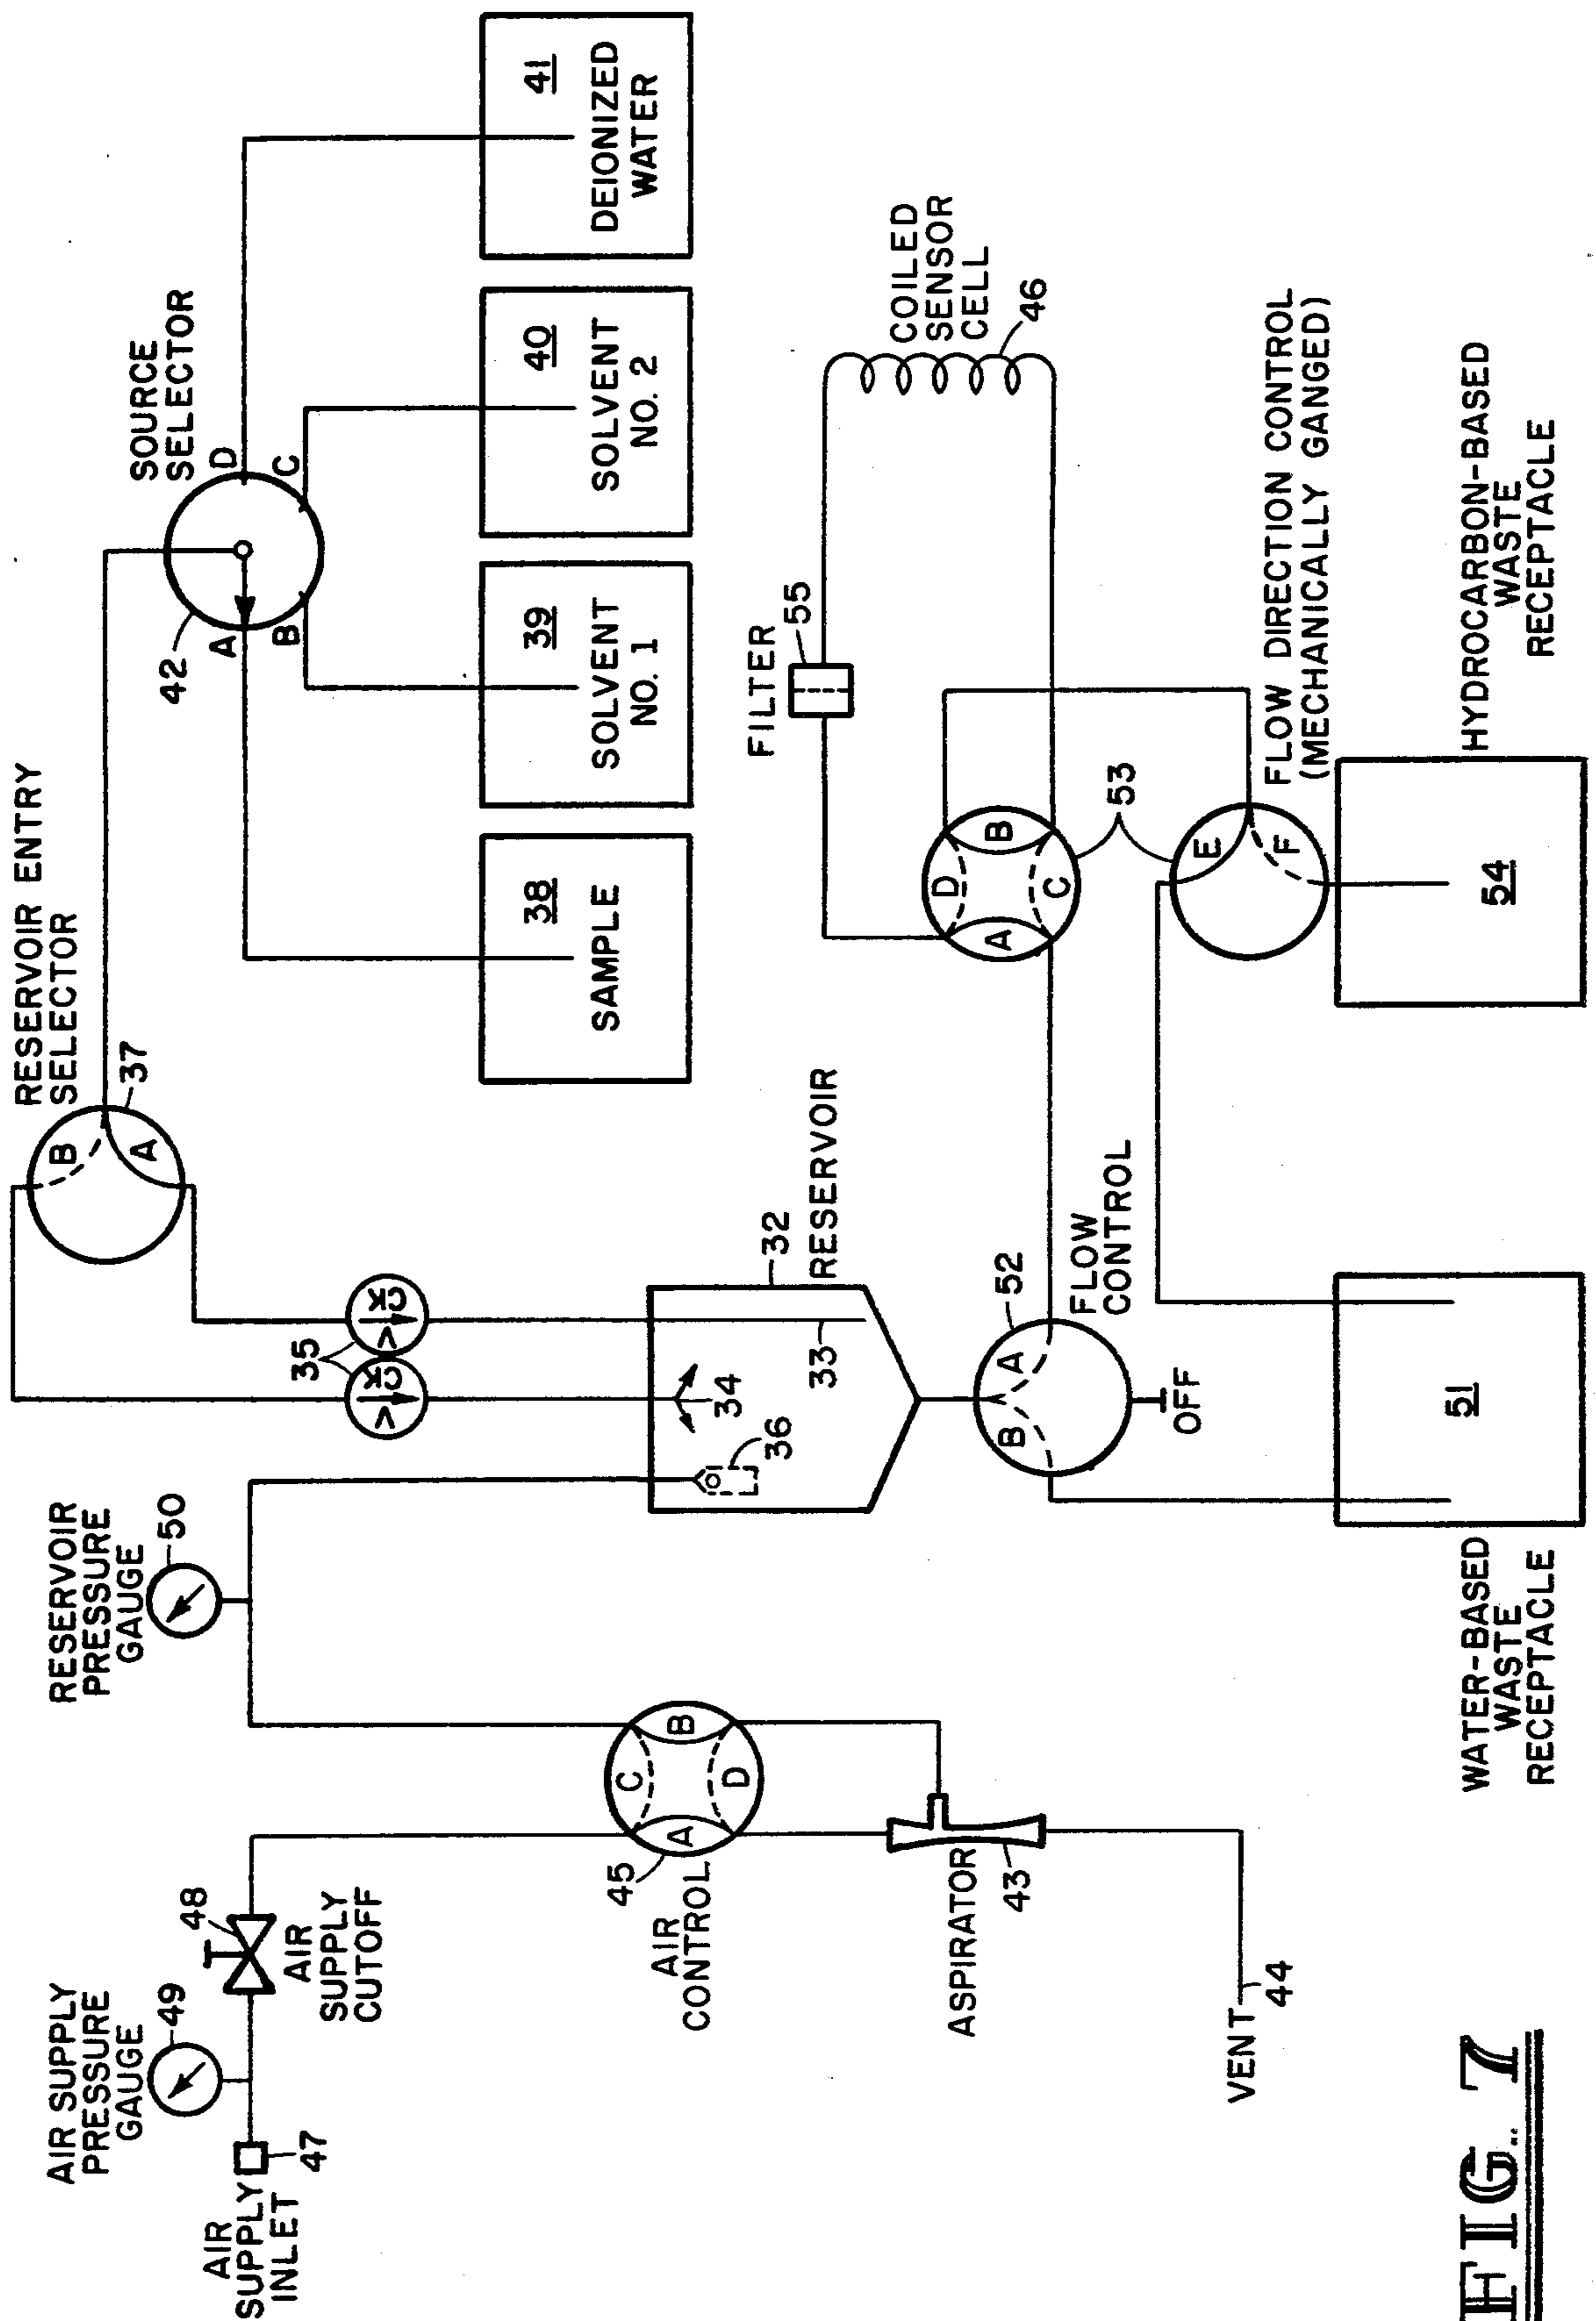 AIR SUPPLY
PRESSURE
GAUGE
49
48
AIR
SUPPLY
INLET
47
AIR
SUPPLY
CUTOFF
RESERVOIR
PRESSURE
GAUGE
50
RESERVOIR ENTRY
SELECTOR
37
B
A
35
CK
V
CK
V
SOURCE
SELECTOR
42
A
B
C
D
38
SAMPLE
39
SOLVENT
NO. 1
40
SOLVENT
NO. 2
41
DEIONIZED
WATER
45
A
B
C
D
AIR
CONTROL
36
34
33
32
RESERVOIR
ASPIRATOR
43
VENT
44
52
B
A
OFF
FLOW
CONTROL
FILTER
55
COILED
SENSOR
CELL
46
A
B
C
D
53
E
F
FLOW DIRECTION CONTROL
(MECHANICALLY GANGED)
WATER-BASED
WASTE
RECEPTACLE
51
54
HYDROCARBON-BASED
WASTE
RECEPTACLE
FIG. 7